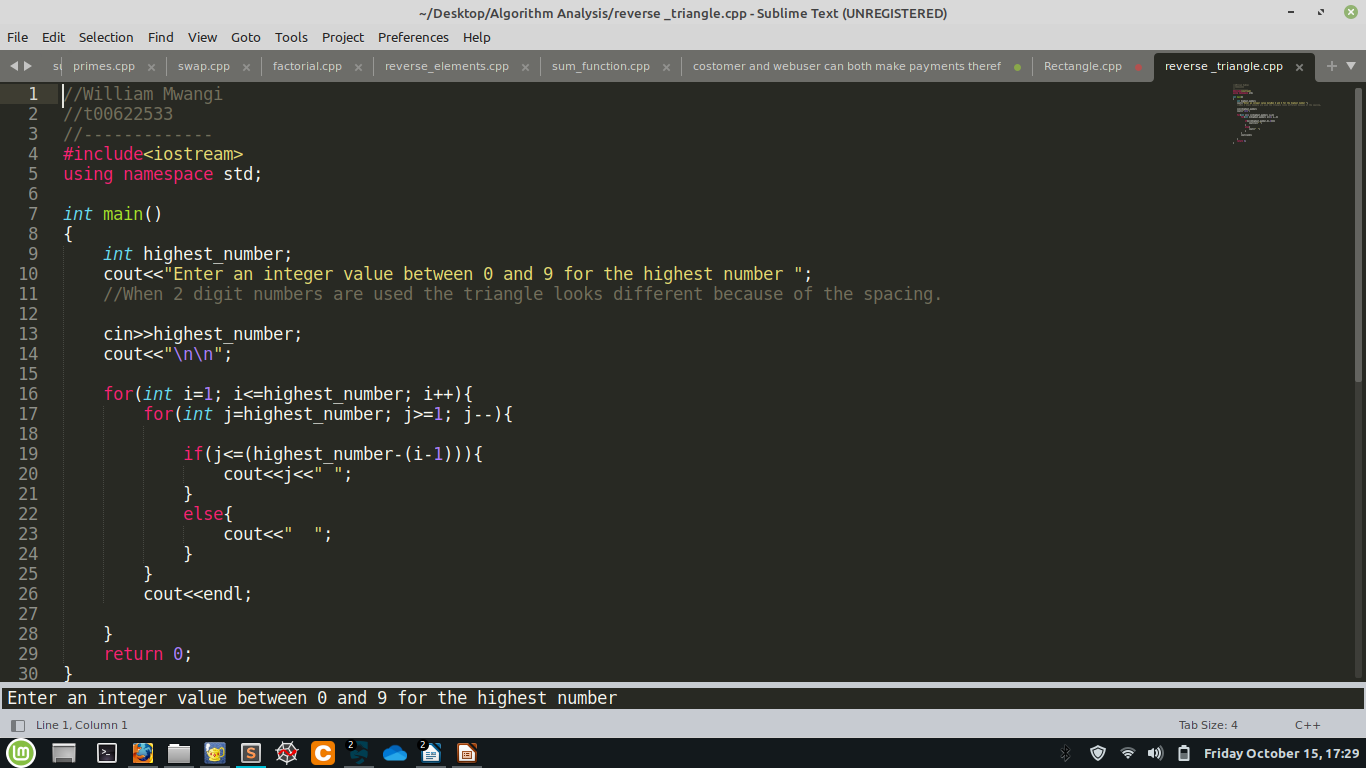 ~/Desktop/Algorithm Analysis/reverse _triangle.cpp - Sublime Text (UNREGISTERED)
File Edit Selection Find View Goto Tools Project Preferences Help
primes.cpp swap.cpp factorial.cpp reverse_elements.cpp sum_function.cpp costomer and webuser can both make payments theref Rectangle.cpp reverse _triangle.cpp
1 //William Mwangi
2 //t00622533
3 //-------------
4 #include<iostream>
5 using namespace std;
6
7 int main()
8 {
9 int highest_number;
10 cout<<"Enter an integer value between 0 and 9 for the highest number ";
11 //When 2 digit numbers are used the triangle looks different because of the spacing.
12
13 cin>>highest_number;
14 cout<<"\n\n";
15
16 for(int i=1; i<=highest_number; i++){
17 for(int j=highest_number; j>=1; j--){
18
19 if(j<=(highest_number-(i-1))){
20 cout<<j<<" ";
21 }
22 else{
23 cout<<"  ";
24 }
25 }
26 cout<<endl;
27
28 }
29 return 0;
30 }
Enter an integer value between 0 and 9 for the highest number
Line 1, Column 1 Tab Size: 4 C++
2 S C 2 Friday October 15, 17:29